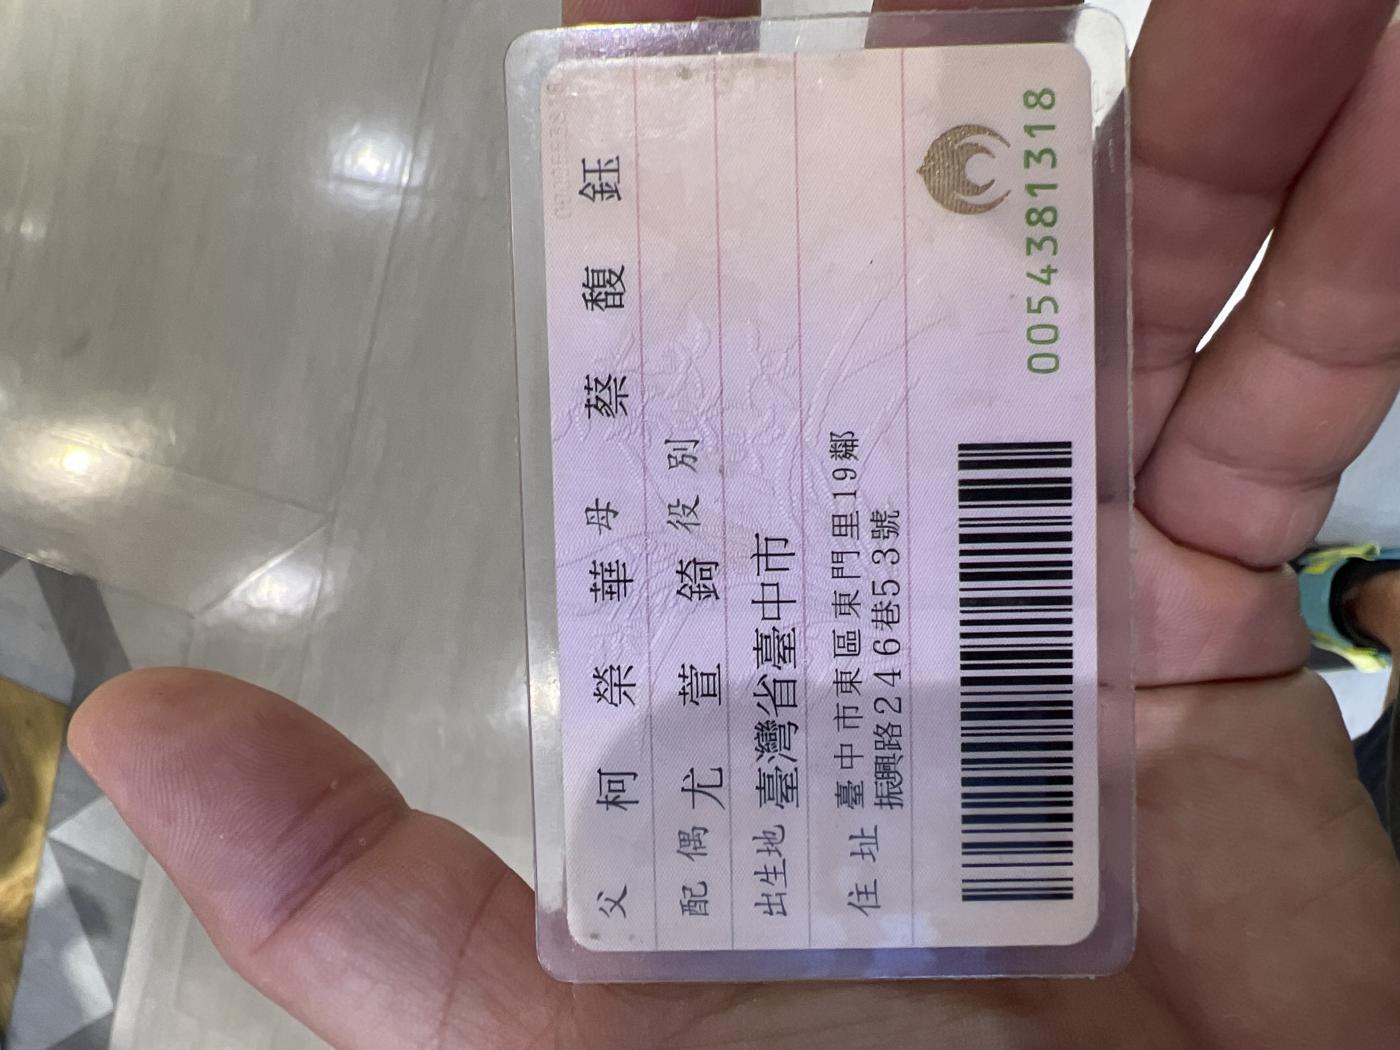 父 柯榮華 母 蔡馥鈺
配偶 尤萱錡 役別
出生地 臺灣省臺中市
住址 臺中市東區東門里19鄰
振興路246巷53號
0054381318